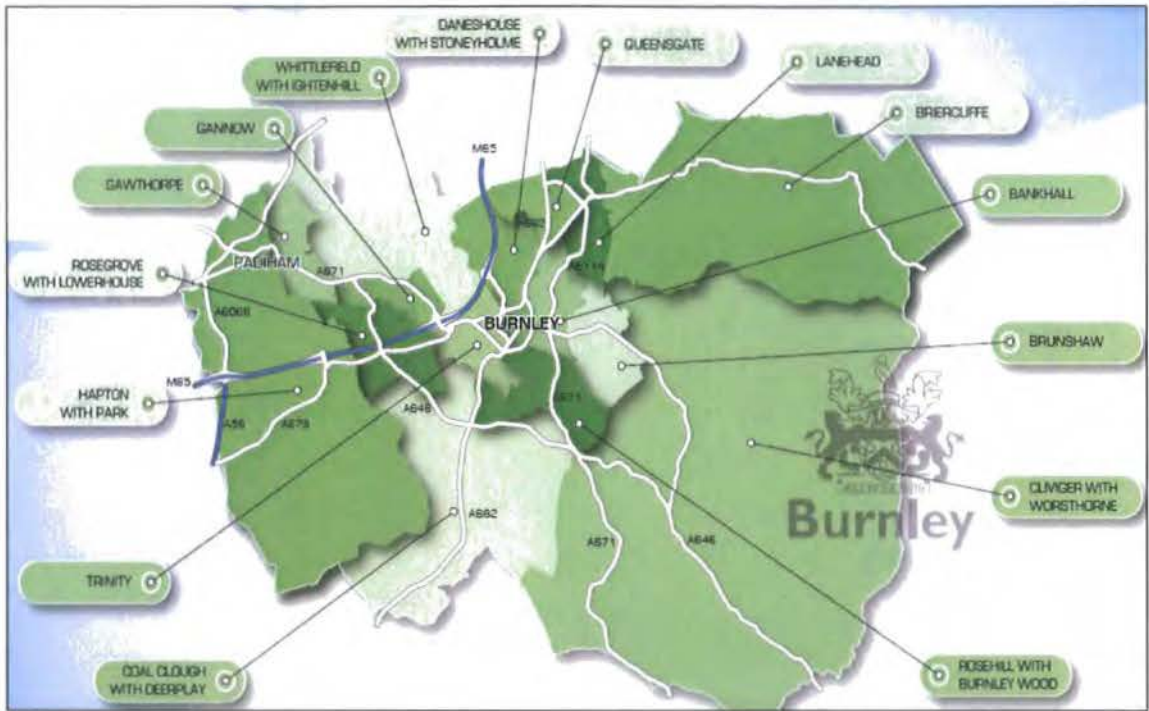 DANESHOUSE
WITH STONEYHOLME
QUEENSGATE
LANEHEAD
WHITTLEFIELD
WITH IGHTENHILL
BRIERCLIFFE
GANNOW
M65
GAWTHORPE
BANKHALL
ROSEGROVE
WITH LOWERHOUSE
PADIHAM
A671
A6114
A6068
BURNLEY
BRUNSHAW
M65
HAPTON
WITH PARK
A56
A679
A646
A671
CLIVIGER WITH
WORSTHORNE
Burnley
A682
A671
A646
TRINITY
COAL CLOUGH
WITH DEERPLAY
ROSEHILL WITH
BURNLEY WOOD